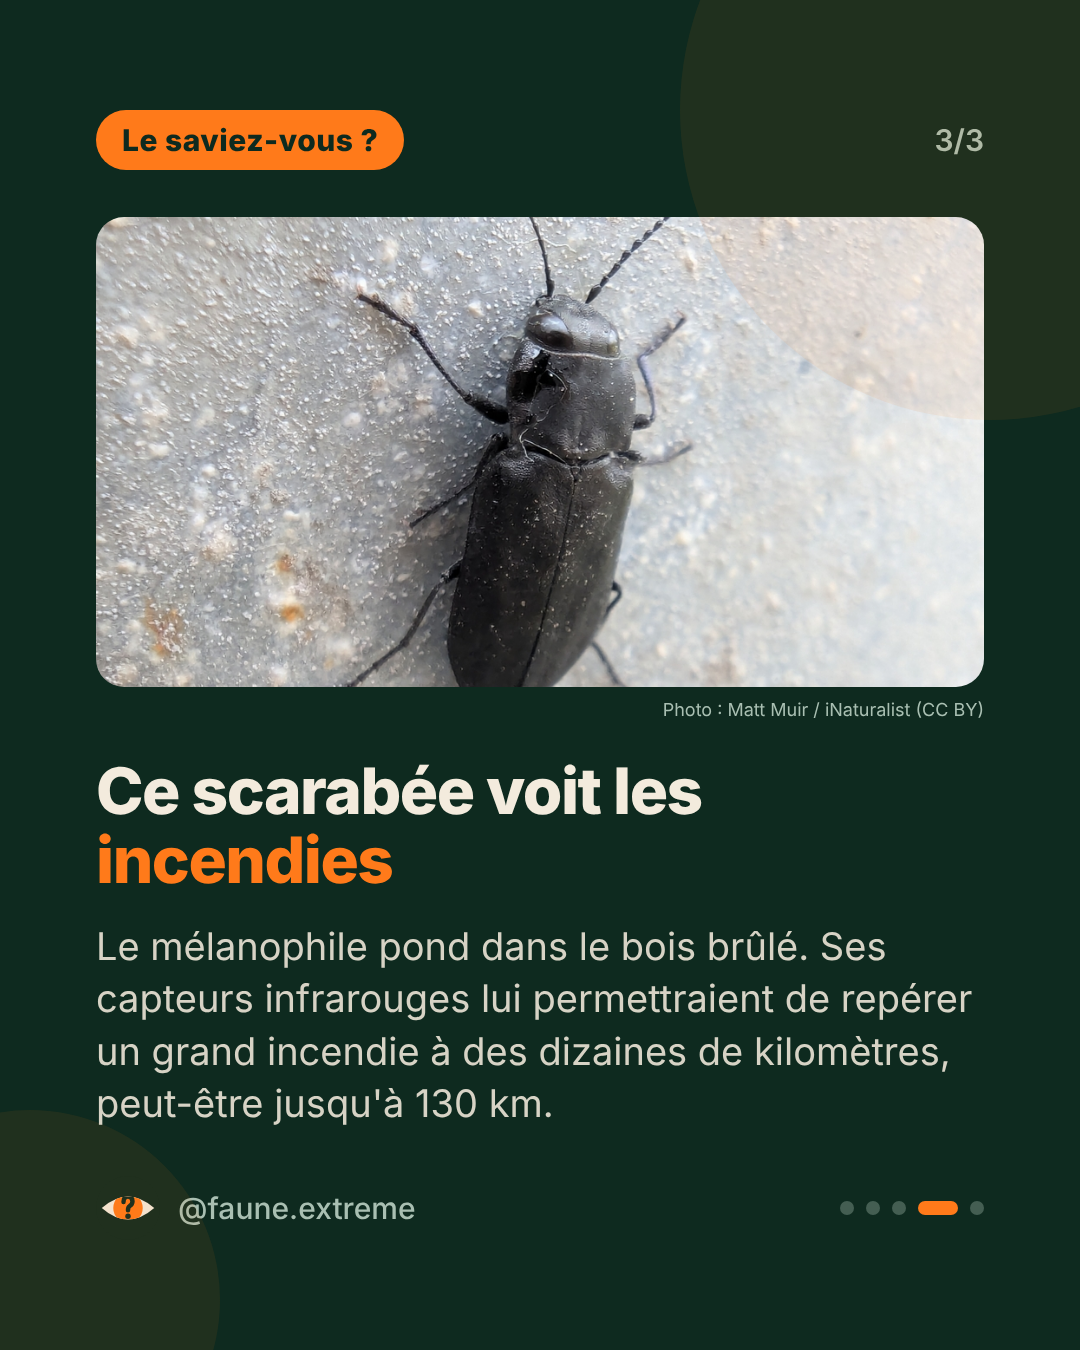 Le saviez-vous ?
3/3
Photo : Matt Muir / iNaturalist (CC BY)
Ce scarabée voit les
incendies
Le mélanophile pond dans le bois brûlé. Ses
capteurs infrarouges lui permettraient de repérer
un grand incendie à des dizaines de kilomètres,
peut-être jusqu'à 130 km.
?
@faune.extreme